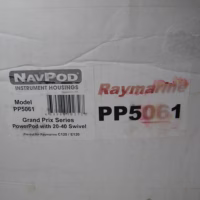 NAVPOD
INSTRUMENT HOUSINGS
Model
PP5061
Grand Prix Series
PowerPod with 20-40 Swivel
Raymarine
PP5061